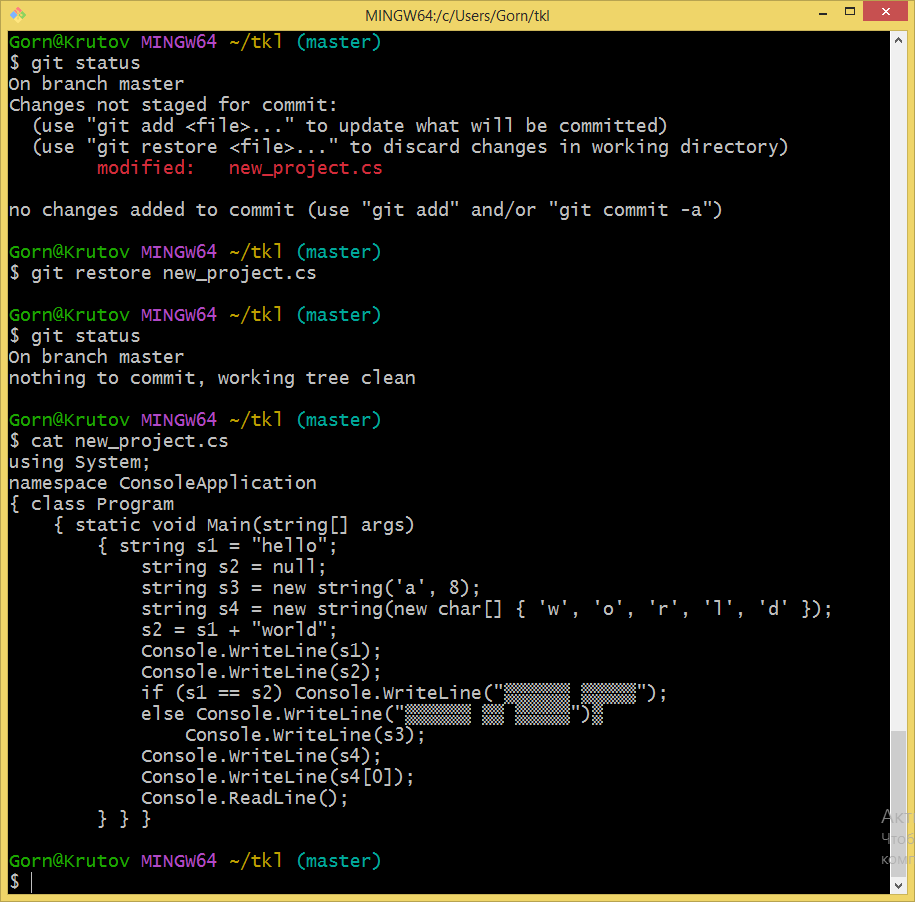 MINGW64:/c/Users/Gorn/tkl
Gorn@Krutov MINGW64 ~/tkl (master)
$ git status
On branch master
Changes not staged for commit:
  (use "git add <file>..." to update what will be committed)
  (use "git restore <file>..." to discard changes in working directory)
        modified:   new_project.cs

no changes added to commit (use "git add" and/or "git commit -a")

Gorn@Krutov MINGW64 ~/tkl (master)
$ git restore new_project.cs

Gorn@Krutov MINGW64 ~/tkl (master)
$ git status
On branch master
nothing to commit, working tree clean

Gorn@Krutov MINGW64 ~/tkl (master)
$ cat new_project.cs
using System;
namespace ConsoleApplication
{ class Program
    { static void Main(string[] args)
        { string s1 = "hello";
            string s2 = null;
            string s3 = new string('a', 8);
            string s4 = new string(new char[] { 'w', 'o', 'r', 'l', 'd' });
            s2 = s1 + "world";
            Console.WriteLine(s1);
            Console.WriteLine(s2);
            if (s1 == s2) Console.WriteLine("▒▒▒▒▒▒ ▒▒▒▒▒");
            else Console.WriteLine("▒▒▒▒▒▒ ▒▒ ▒▒▒▒▒")▒
                Console.WriteLine(s3);
            Console.WriteLine(s4);
            Console.WriteLine(s4[0]);
            Console.ReadLine();
        } } }

Gorn@Krutov MINGW64 ~/tkl (master)
$
Акт
Чтоб
комп